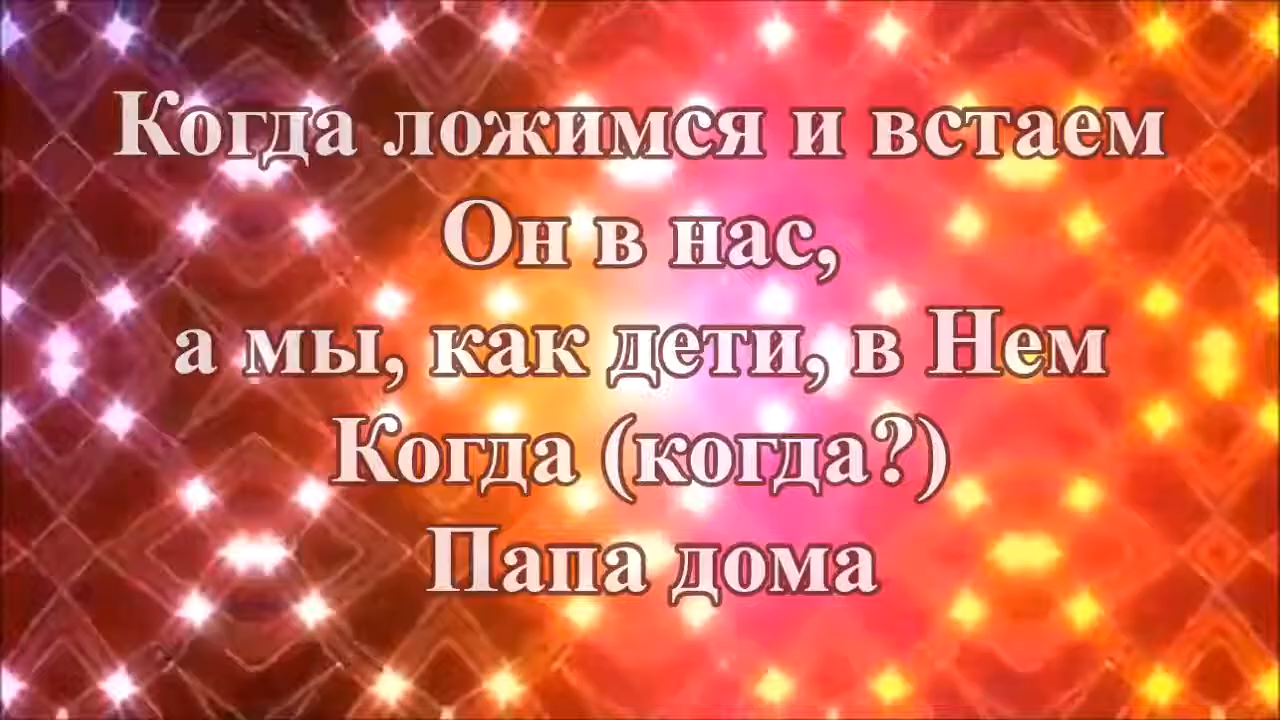 Когда ложимся и встаем
Он в нас,
а мы, как дети, в Нем
Когда (когда?)
Папа дома